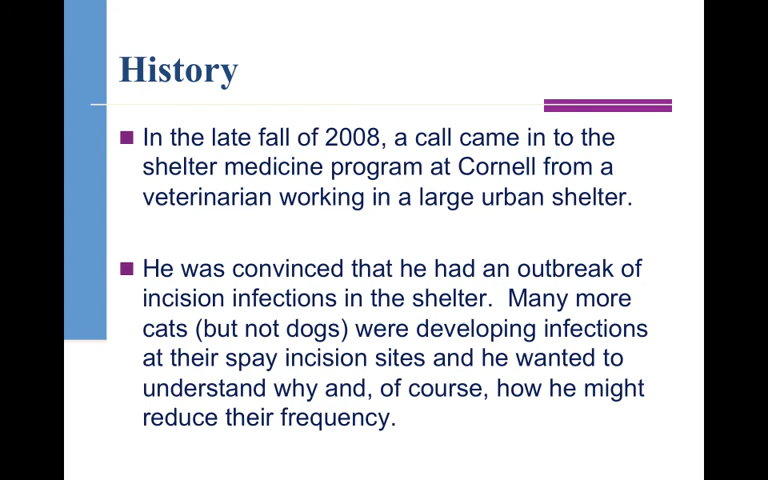 History
In the late fall of 2008, a call came in to the
shelter medicine program at Cornell from a
veterinarian working in a large urban shelter.
He was convinced that he had an outbreak of
incision infections in the shelter.  Many more
cats (but not dogs) were developing infections
at their spay incision sites and he wanted to
understand why and, of course, how he might
reduce their frequency.